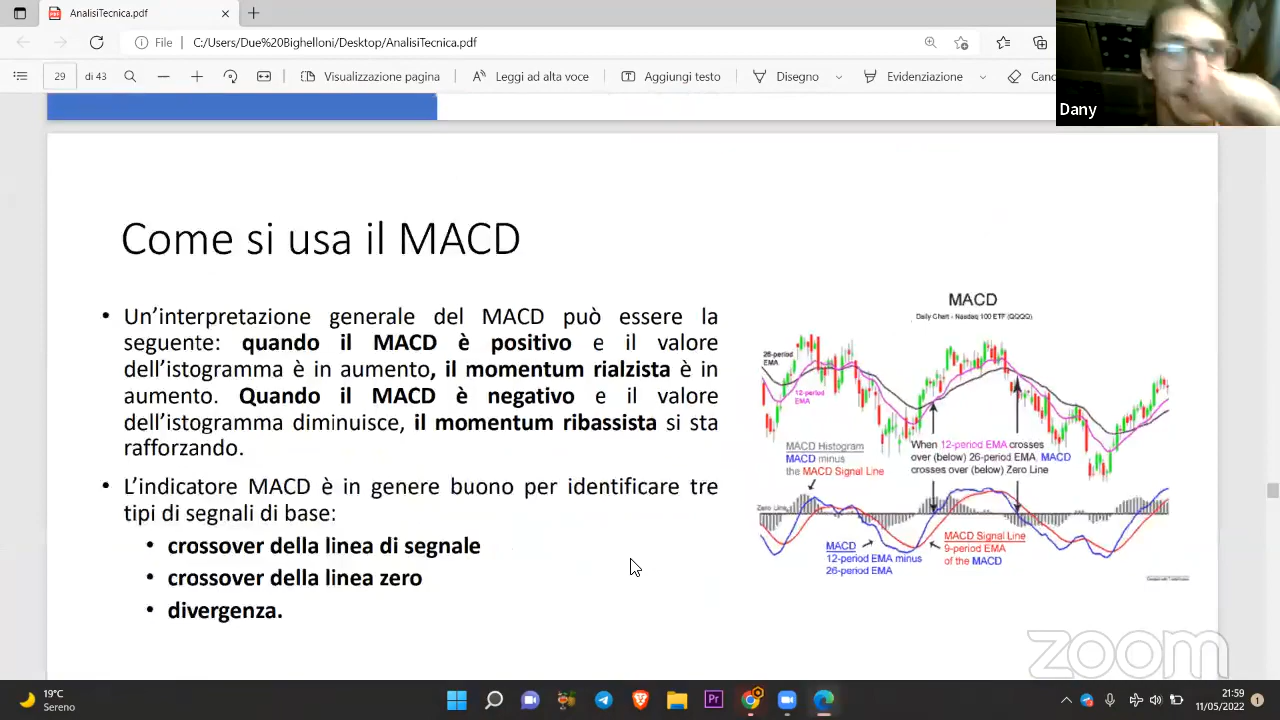 AnalisiTecnica.pdf
File
C:/Users/Due%20Bighelloni/Desktop/AnalisiTecnica.pdf
29 di 43
Visualizzazione pagina
Leggi ad alta voce
Aggiungi testo
Disegno
Evidenziazione
Canc
Dany
Come si usa il MACD
• Un’interpretazione generale del MACD può essere la
seguente: quando il MACD è positivo e il valore
dell’istogramma è in aumento, il momentum rialzista è in
aumento. Quando il MACD è negativo e il valore
dell’istogramma diminuisce, il momentum ribassista si sta
rafforzando.
• L’indicatore MACD è in genere buono per identificare tre
tipi di segnali di base:
• crossover della linea di segnale
• crossover della linea zero
• divergenza.
MACD
Daily Chart - Nasdaq 100 ETF (QQQQ)
26-period
EMA
12-period
EMA
MACD Histogram
MACD minus
the MACD Signal Line
When 12-period EMA crosses
over (below) 26-period EMA, MACD
crosses over (below) Zero Line
Zero Line
MACD
12-period EMA minus
26-period EMA
MACD Signal Line
9-period EMA
of the MACD
zoom
19°C
Sereno
Pr
21:59
11/05/2022
1